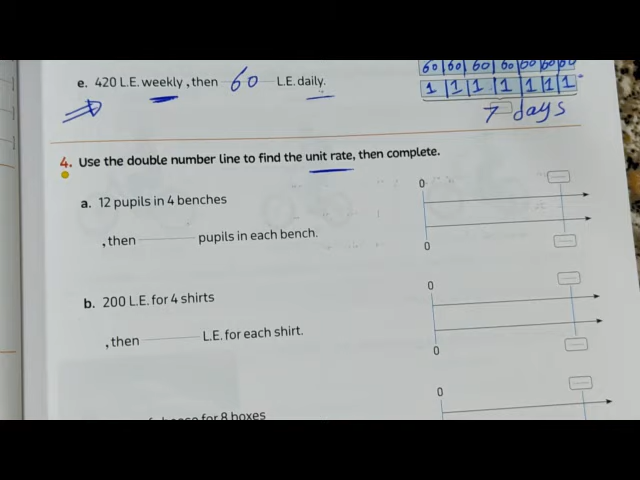 60 60 60 60 60 60 60
e. 420 L.E. weekly, then 60 L.E. daily.
1 1 1 1 1 1 1
7 days
4. Use the double number line to find the unit rate, then complete.
a. 12 pupils in 4 benches
0
, then pupils in each bench.
0
b. 200 L.E. for 4 shirts
0
, then L.E. for each shirt.
0
0
for 8 boxes